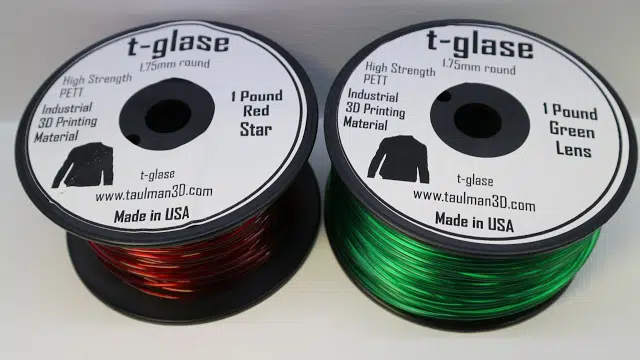 t-glase
1.75mm round
High Strength
PETT
Industrial
3D Printing
Material
1 Pound
Red
Star
t-glase
www.taulman3D.com
Made in USA
t-glase
1.75mm round
High Strength
PETT
Industrial
3D Printing
Material
1 Pound
Green
Lens
t-glase
www.taulman3D.com
Made in USA